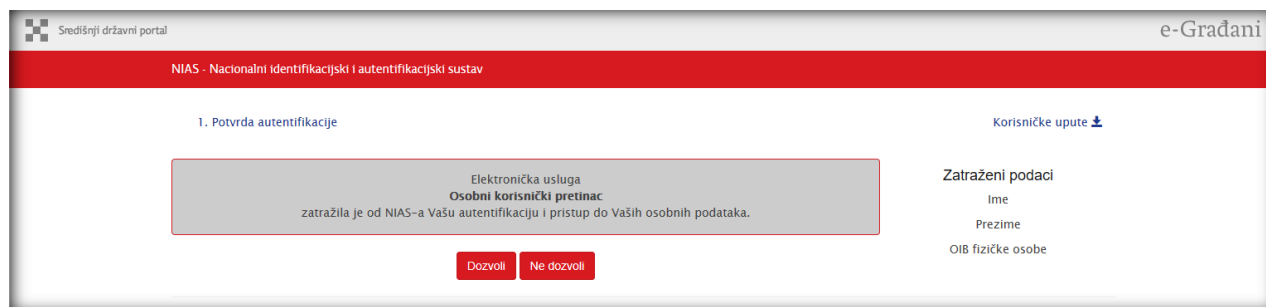 Središnji državni portal
e-Građani
NIAS - Nacionalni identifikacijski i autentifikacijski sustav
1. Potvrda autentifikacije
Korisničke upute
Elektronička usluga
Osobni korisnički pretinac
zatražila je od NIAS-a Vašu autentifikaciju i pristup do Vaših osobnih podataka.
Dozvoli
Ne dozvoli
Zatraženi podaci
Ime
Prezime
OIB fizičke osobe